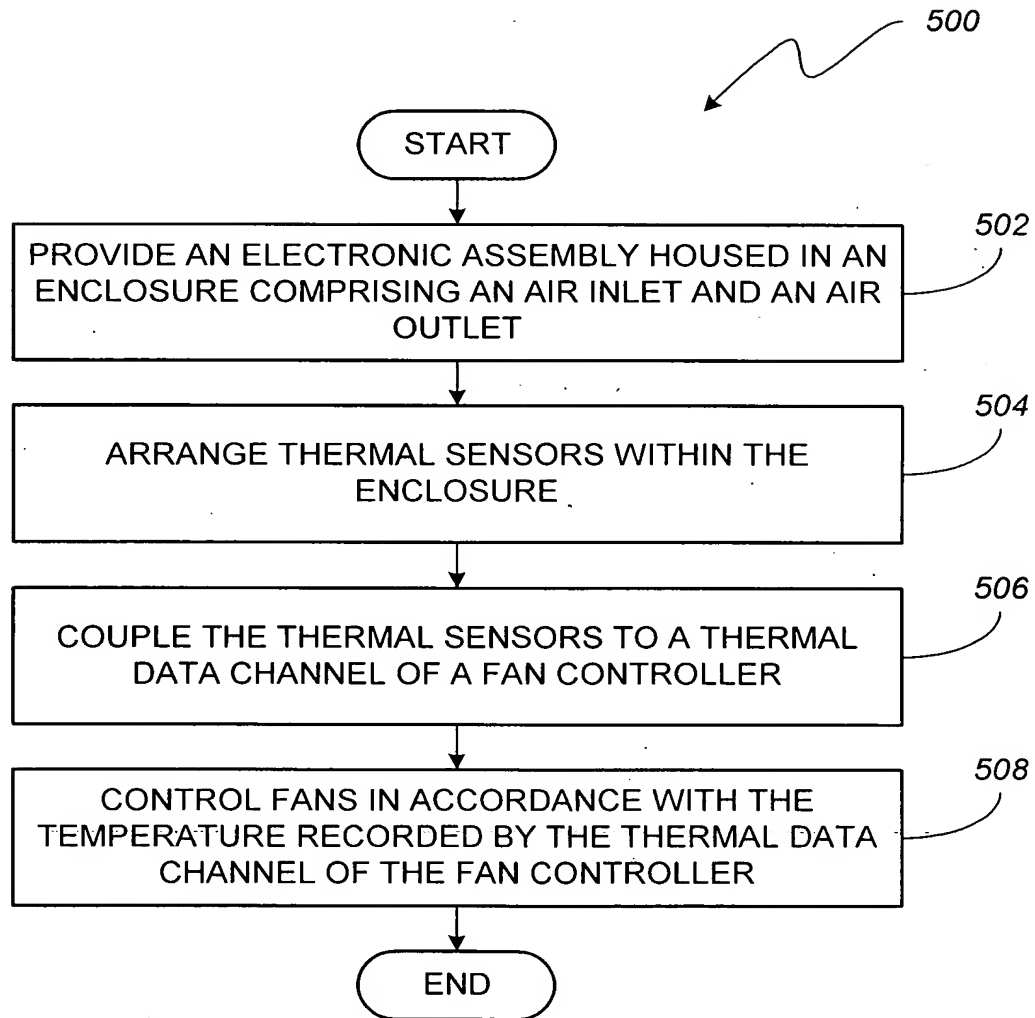 500
START
502
PROVIDE AN ELECTRONIC ASSEMBLY HOUSED IN AN
ENCLOSURE COMPRISING AN AIR INLET AND AN AIR
OUTLET
504
ARRANGE THERMAL SENSORS WITHIN THE
ENCLOSURE
506
COUPLE THE THERMAL SENSORS TO A THERMAL
DATA CHANNEL OF A FAN CONTROLLER
508
CONTROL FANS IN ACCORDANCE WITH THE
TEMPERATURE RECORDED BY THE THERMAL DATA
CHANNEL OF THE FAN CONTROLLER
END